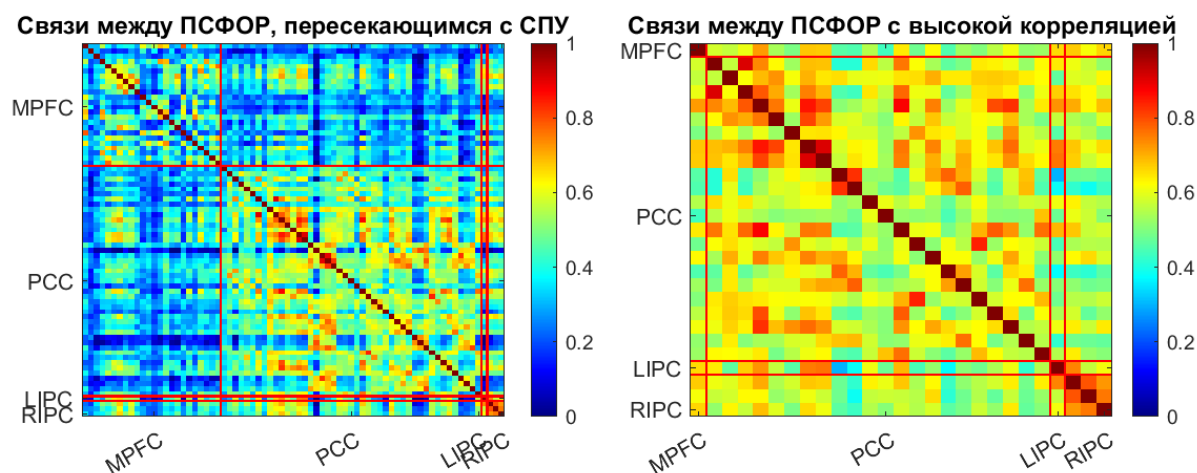 Связи между ПСФОР, пересекающимся с СПУ
MPFC
PCC
LIPC
RIPC
MPFC
PCC
LIPC
RIPC
1
0.8
0.6
0.4
0.2
0
Связи между ПСФОР с высокой корреляцией
MPFC
PCC
LIPC
RIPC
MPFC
PCC
LIPC
RIPC
1
0.8
0.6
0.4
0.2
0